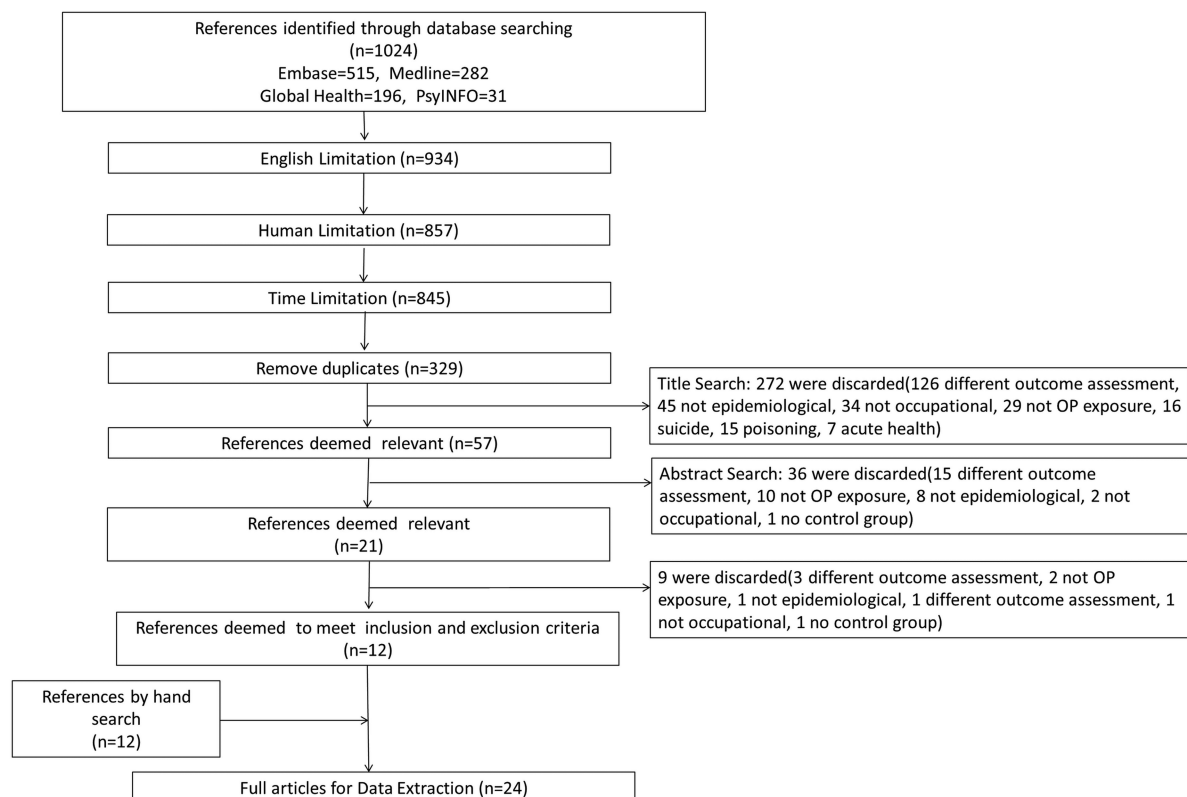 References identified through database searching
(n=1024)
Embase=515, Medline=282
Global Health=196, PsyINFO=31
English Limitation (n=934)
Human Limitation (n=857)
Time Limitation (n=845)
Remove duplicates (n=329)
Title Search: 272 were discarded(126 different outcome assessment,
45 not epidemiological, 34 not occupational, 29 not OP exposure, 16
suicide, 15 poisoning, 7 acute health)
References deemed relevant (n=57)
Abstract Search: 36 were discarded(15 different outcome
assessment, 10 not OP exposure, 8 not epidemiological, 2 not
occupational, 1 no control group)
References deemed relevant
(n=21)
9 were discarded(3 different outcome assessment, 2 not OP
exposure, 1 not epidemiological, 1 different outcome assessment, 1
not occupational, 1 no control group)
References deemed to meet inclusion and exclusion criteria
(n=12)
References by hand
search
(n=12)
Full articles for Data Extraction (n=24)